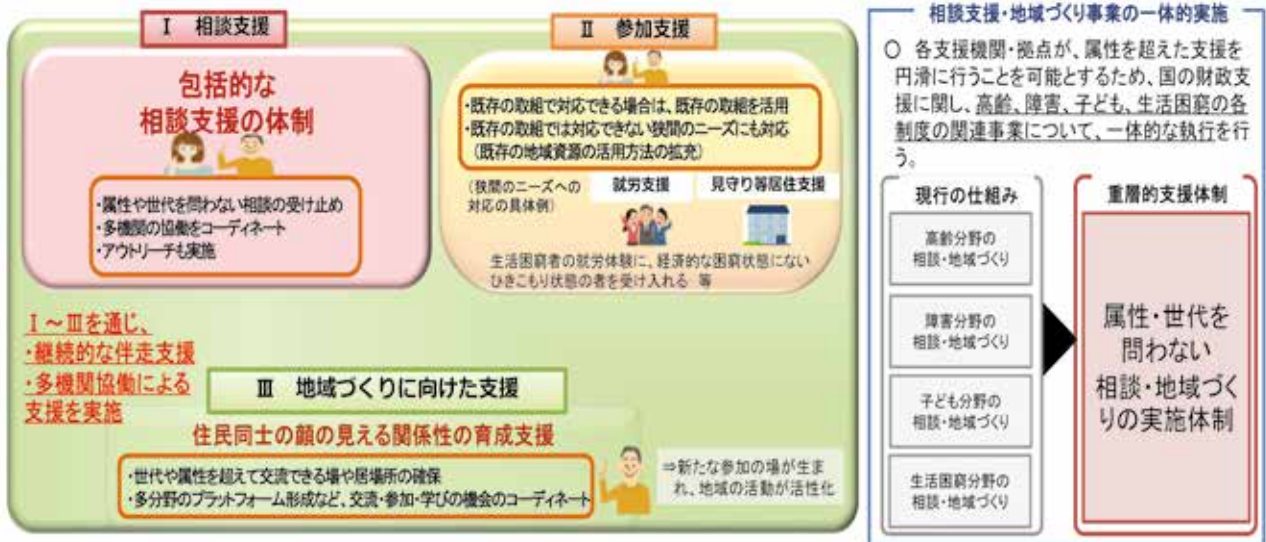 Ⅰ 相談支援
包括的な
相談支援の体制
・属性や世代を問わない相談の受け止め
・多機関の協働をコーディネート
・アウトリーチも実施
Ⅱ 参加支援
・既存の取組で対応できる場合は、既存の取組を活用
・既存の取組では対応できない狭間のニーズにも対応
(既存の地域資源の活用方法の拡充)
(狭間のニーズへの
対応の具体例)
就労支援
見守り等居住支援
生活困窮者の就労体験に、経済的な困窮状態にない
ひきこもり状態の者を受け入れる 等
Ⅰ～Ⅲを通じ、
・継続的な伴走支援
・多機関協働による
支援を実施
Ⅲ 地域づくりに向けた支援
住民同士の顔の見える関係性の育成支援
・世代や属性を超えて交流できる場や居場所の確保
・多分野のプラットフォーム形成など、交流・参加・学びの機会のコーディネート
⇒新たな参加の場が生ま
れ、地域の活動が活性化
相談支援・地域づくり事業の一体的実施
○ 各支援機関・拠点が、属性を超えた支援を
円滑に行うことを可能とするため、国の財政支
援に関し、高齢、障害、子ども、生活困窮の各
制度の関連事業について、一体的な執行を行
う。
現行の仕組み
高齢分野の
相談・地域づくり
障害分野の
相談・地域づくり
子ども分野の
相談・地域づくり
生活困窮分野の
相談・地域づくり
重層的支援体制
属性・世代を
問わない
相談・地域づく
りの実施体制